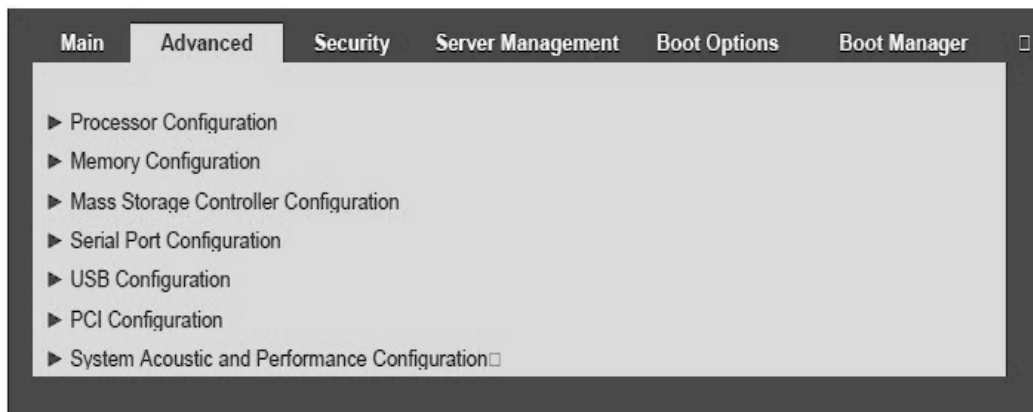 Main Advanced Security Server Management Boot Options Boot Manager □
► Processor Configuration
► Memory Configuration
► Mass Storage Controller Configuration
► Serial Port Configuration
► USB Configuration
► PCI Configuration
► System Acoustic and Performance Configuration□